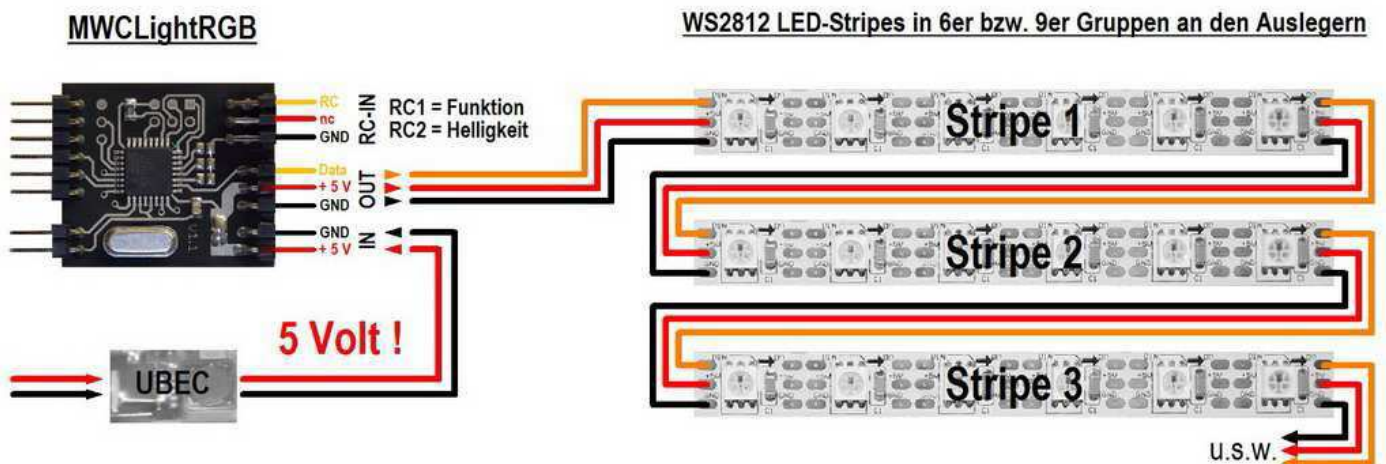 MWCLightRGB
WS2812 LED-Stripes in 6er bzw. 9er Gruppen an den Auslegern
RC
nc
GND
RC-IN
RC1 = Funktion
RC2 = Helligkeit
Data
+ 5 V
GND
OUT
GND
+ 5 V
IN
5 Volt !
UBEC
Stripe 1
Stripe 2
Stripe 3
u.s.w.